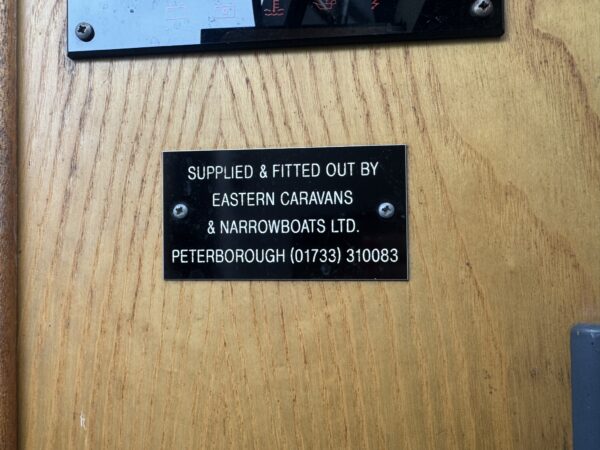 SUPPLIED & FITTED OUT BY
EASTERN CARAVANS
& NARROWBOATS LTD.
PETERBOROUGH (01733) 310083